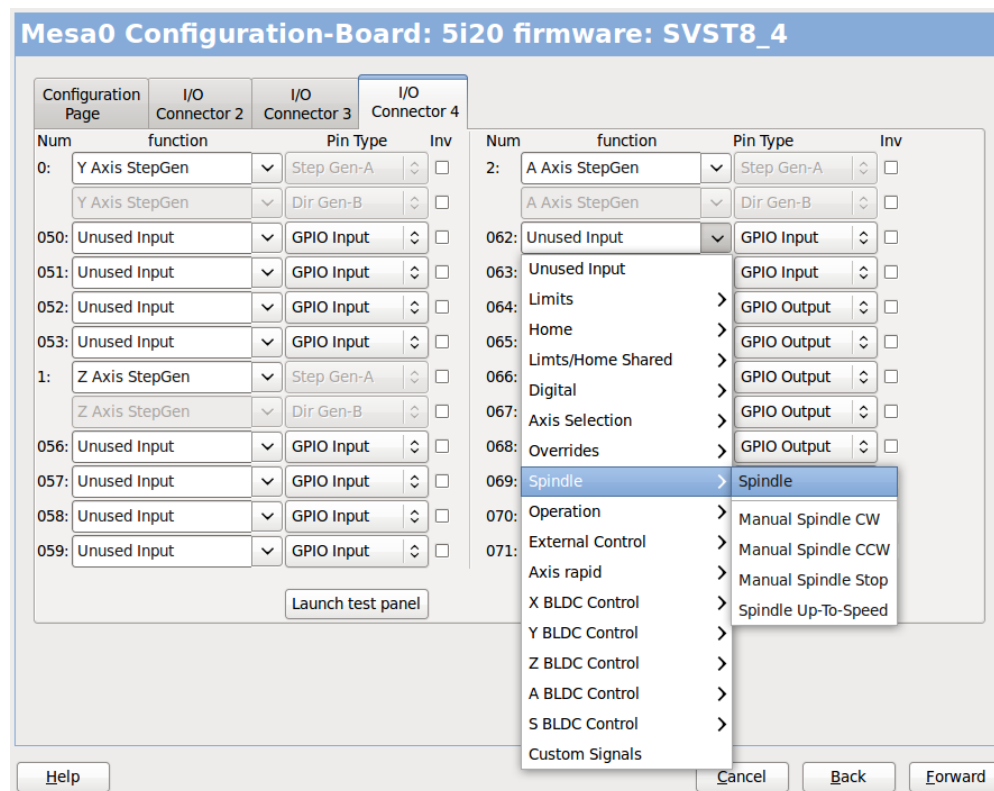 Mesa0 Configuration-Board: 5i20 firmware: SVST8_4
Configuration Page
I/O Connector 2
I/O Connector 3
I/O Connector 4
Num function Pin Type Inv
0: Y Axis StepGen Step Gen-A
Y Axis StepGen Dir Gen-B
050: Unused Input GPIO Input
051: Unused Input GPIO Input
052: Unused Input GPIO Input
053: Unused Input GPIO Input
1: Z Axis StepGen Step Gen-A
Z Axis StepGen Dir Gen-B
056: Unused Input GPIO Input
057: Unused Input GPIO Input
058: Unused Input GPIO Input
059: Unused Input GPIO Input
Launch test panel
Num function Pin Type Inv
2: A Axis StepGen Step Gen-A
A Axis StepGen Dir Gen-B
062: Unused Input GPIO Input
063: GPIO Input
064: GPIO Output
065: GPIO Output
066: GPIO Output
067: GPIO Output
068: GPIO Output
069:
070:
071:
Unused Input
Limits
Home
Limts/Home Shared
Digital
Axis Selection
Overrides
Spindle
Operation
External Control
Axis rapid
X BLDC Control
Y BLDC Control
Z BLDC Control
A BLDC Control
S BLDC Control
Custom Signals
Spindle
Manual Spindle CW
Manual Spindle CCW
Manual Spindle Stop
Spindle Up-To-Speed
Help
Cancel
Back
Forward